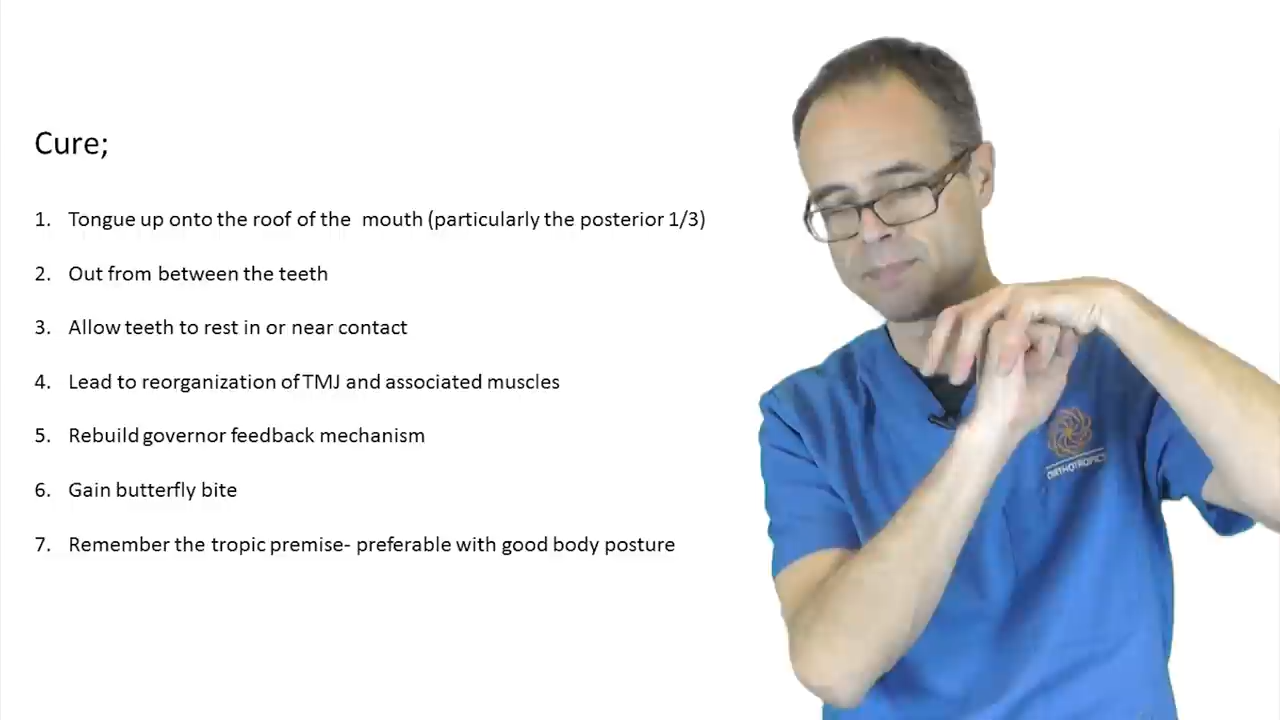 Cure;
1. Tongue up onto the roof of the mouth (particularly the posterior 1/3)
2. Out from between the teeth
3. Allow teeth to rest in or near contact
4. Lead to reorganization of TMJ and associated muscles
5. Rebuild governor feedback mechanism
6. Gain butterfly bite
7. Remember the tropic premise- preferable with good body posture
ORTHOTROPICS